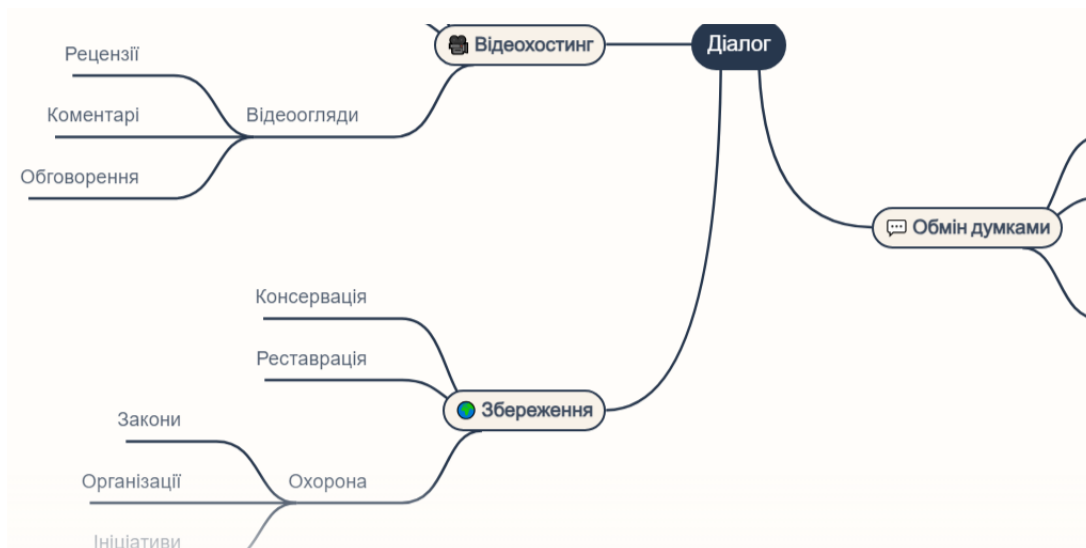 Діалог
Відеохостинг
Рецензії
Коментарі
Відеоогляди
Обговорення
Обмін думками
Консервація
Реставрація
Збереження
Закони
Організації
Охорона
Ініціативи